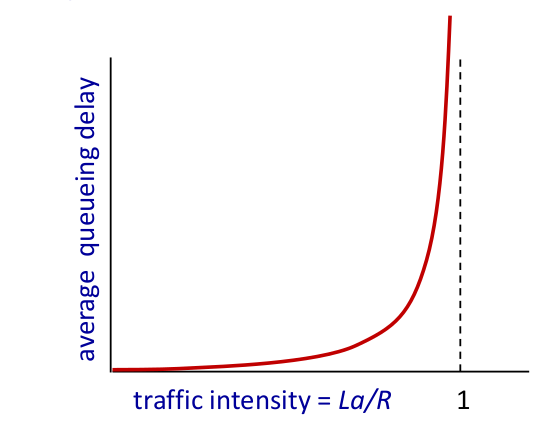 average queueing delay
traffic intensity = La/R
1